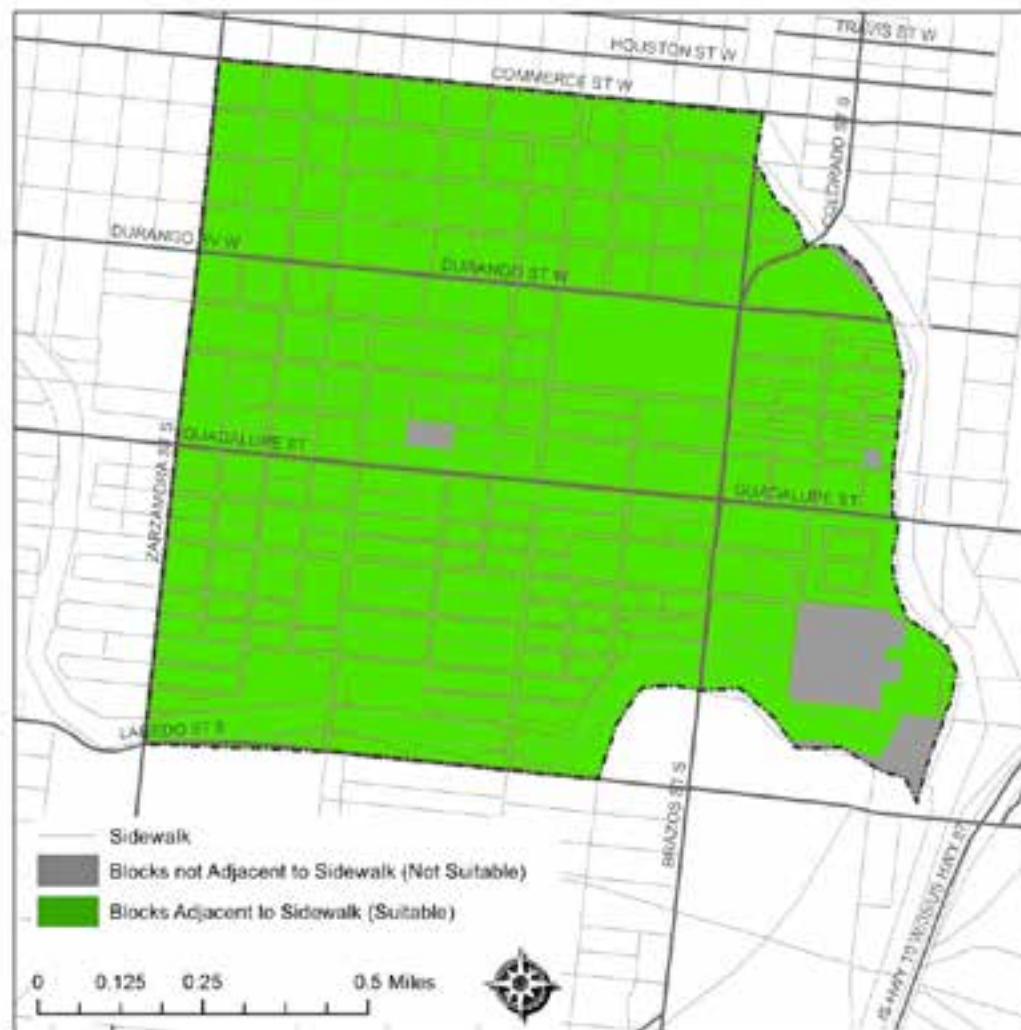 TRAVIS ST W
HOUSTON ST W
COMMERCE ST W
COLORADO ST S
DURANGO BV W
DURANGO ST W
GUADALUPE ST
GUADALUPE ST
ZARZAMORA ST S
LAREDO ST S
BRAZOS ST S
Sidewalk
Blocks not Adjacent to Sidewalk (Not Suitable)
Blocks Adjacent to Sidewalk (Suitable)
0 0.125 0.25 0.5 Miles